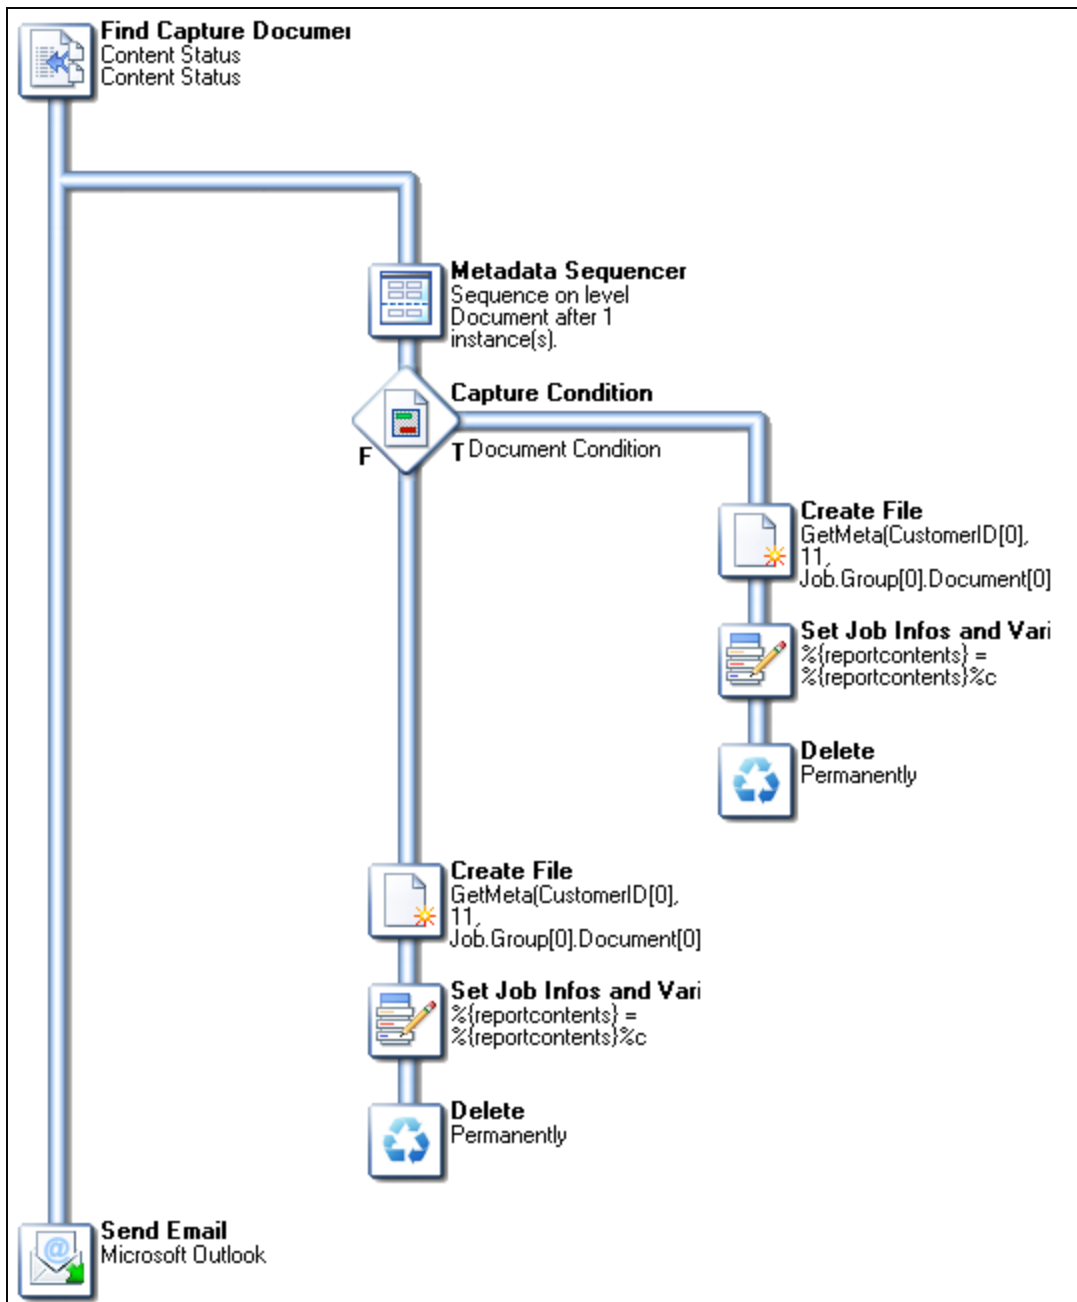 Find Capture Documei
Content Status
Content Status
Metadata Sequencer
Sequence on level
Document after 1
instance(s).
Capture Condition
F
T Document Condition
Create File
GetMeta(CustomerID[0],
11,
Job.Group[0].Document[0]
Set Job Infos and Vari
%{reportcontents} =
%{reportcontents}%c
Delete
Permanently
Create File
GetMeta(CustomerID[0],
11,
Job.Group[0].Document[0]
Set Job Infos and Vari
%{reportcontents} =
%{reportcontents}%c
Delete
Permanently
Send Email
Microsoft Outlook